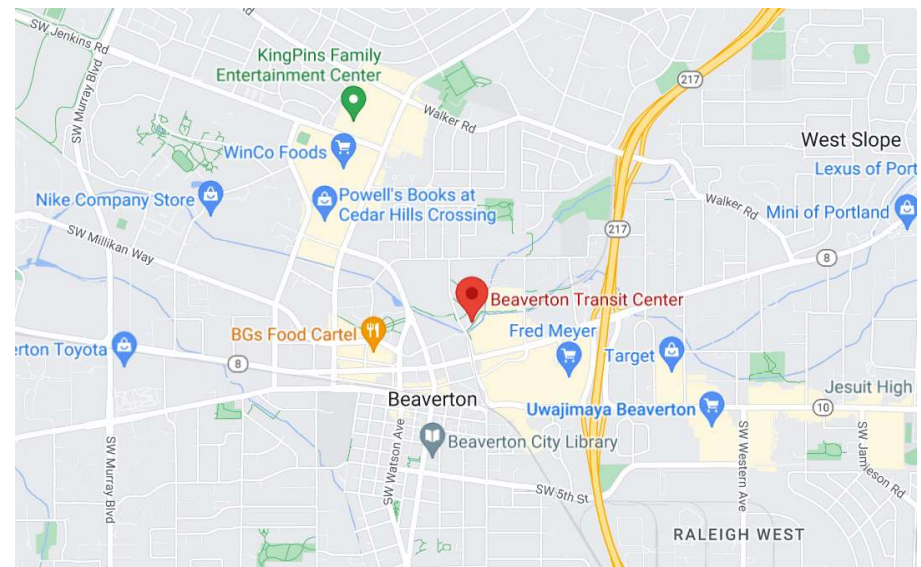 SW Jenkins Rd
SW Murray Blvd
KingPins Family
Entertainment Center
Walker Rd
217
West Slope
WinCo Foods
Lexus of Port
Nike Company Store
Powell's Books at
Cedar Hills Crossing
Walker Rd
Mini of Portland
SW Millikan Way
217
8
Beaverton Transit Center
BGs Food Cartel
Fred Meyer
erton Toyota
8
Target
Beaverton
Jesuit High
Uwajimaya Beaverton
10
Beaverton City Library
SW Murray Blvd
SW Watson Ave
SW Western Ave
SW Jamieson Rd
SW 5th St
RALEIGH WEST